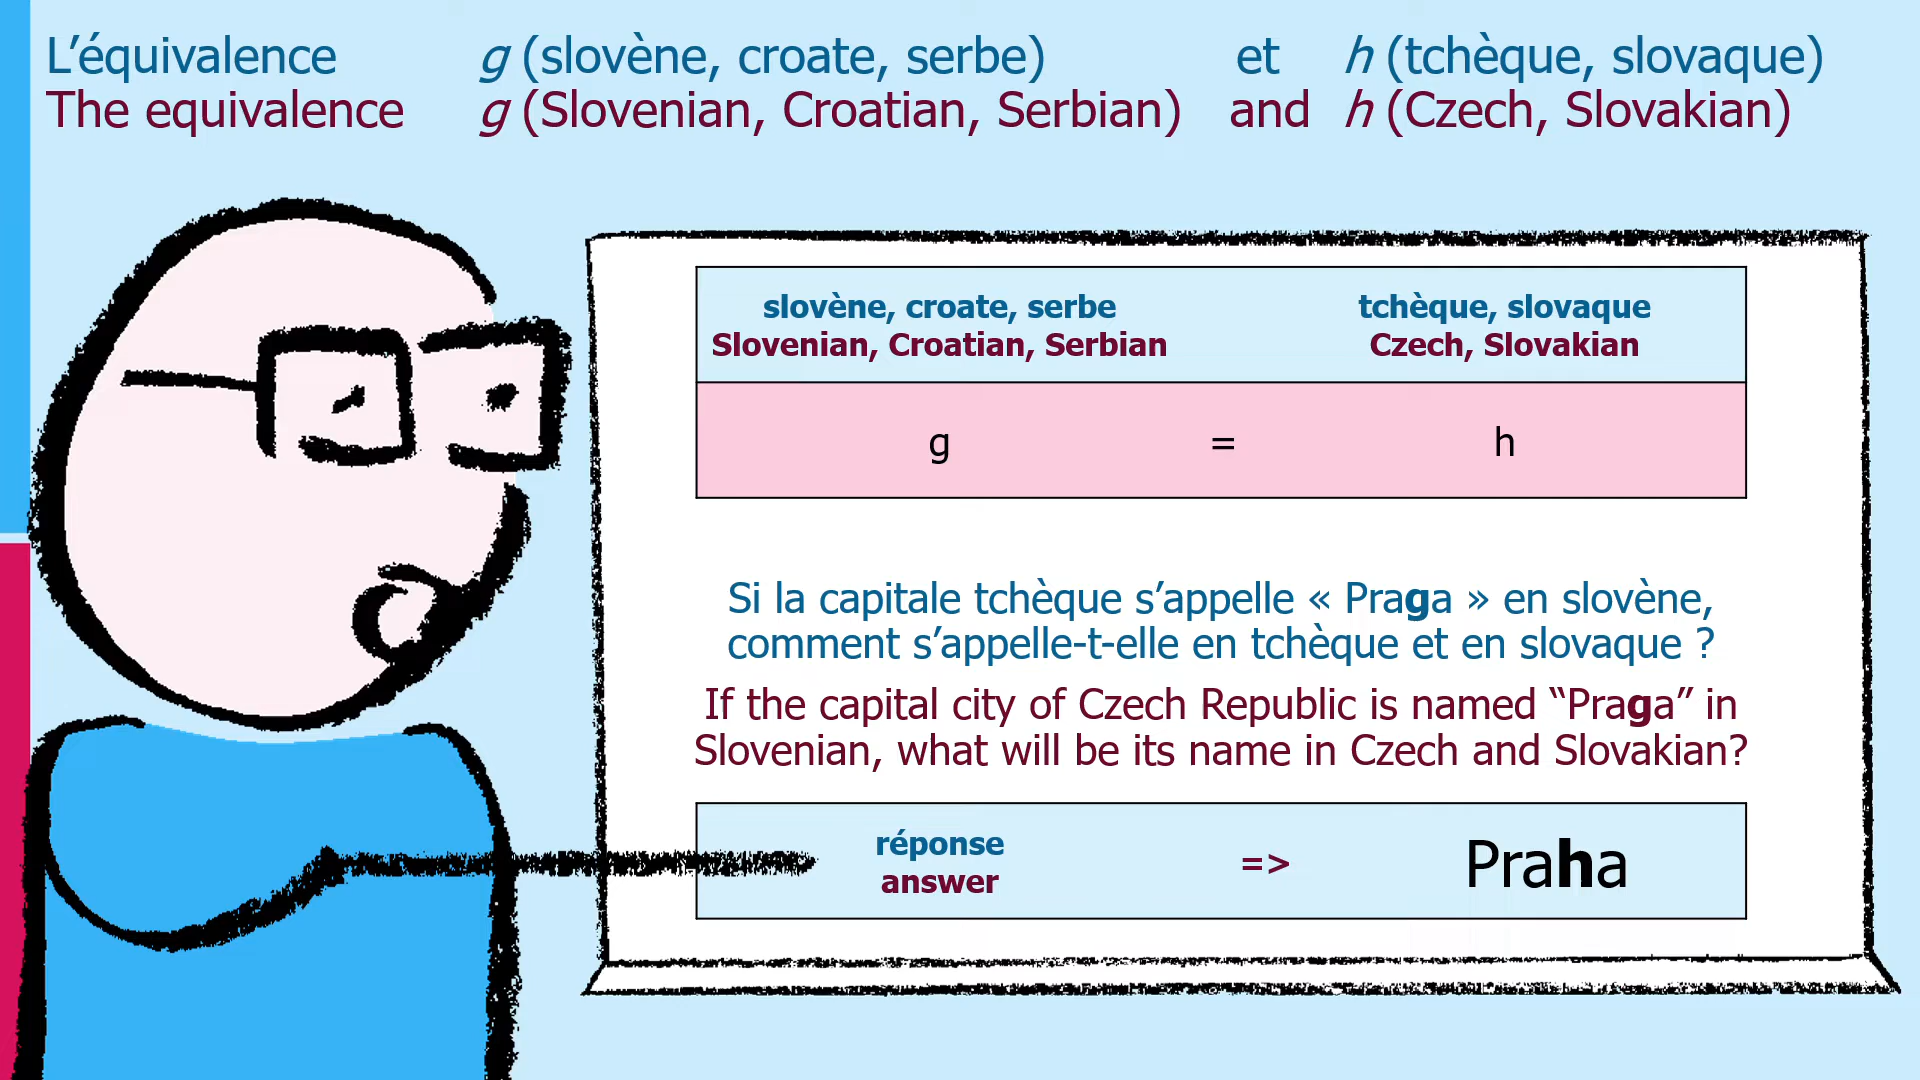 L’équivalence g (slovène, croate, serbe) et h (tchèque, slovaque)
The equivalence g (Slovenian, Croatian, Serbian) and h (Czech, Slovakian)
slovène, croate, serbe tchèque, slovaque
Slovenian, Croatian, Serbian Czech, Slovakian
g = h
Si la capitale tchèque s’appelle « Praga » en slovène,
comment s’appelle-t-elle en tchèque et en slovaque ?
If the capital city of Czech Republic is named “Praga” in
Slovenian, what will be its name in Czech and Slovakian?
réponse
answer => Praha